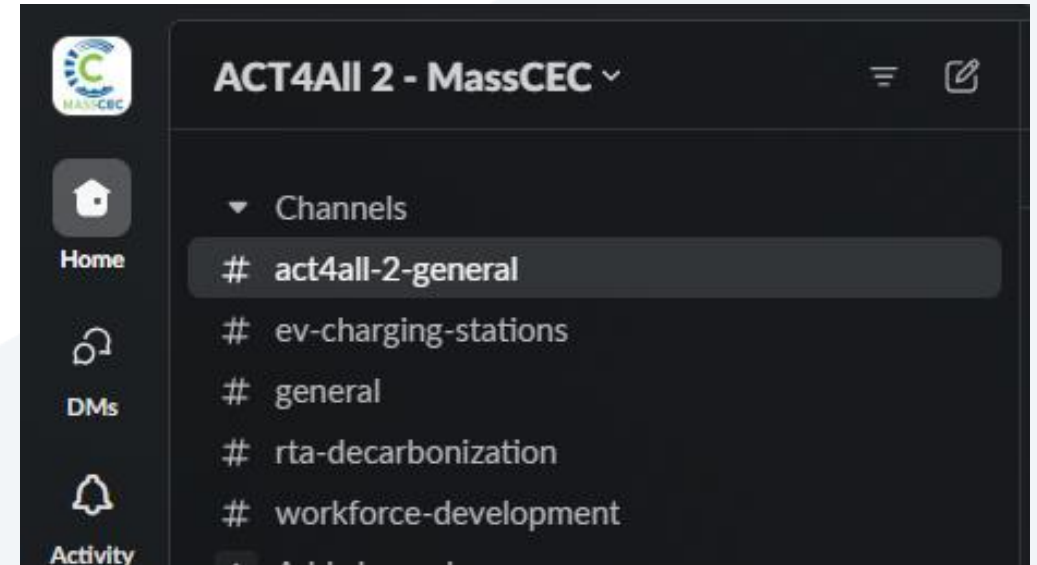 MASSCEC
ACT4All 2 - MassCEC
Home
DMs
Activity
Channels
# act4all-2-general
# ev-charging-stations
# general
# rta-decarbonization
# workforce-development